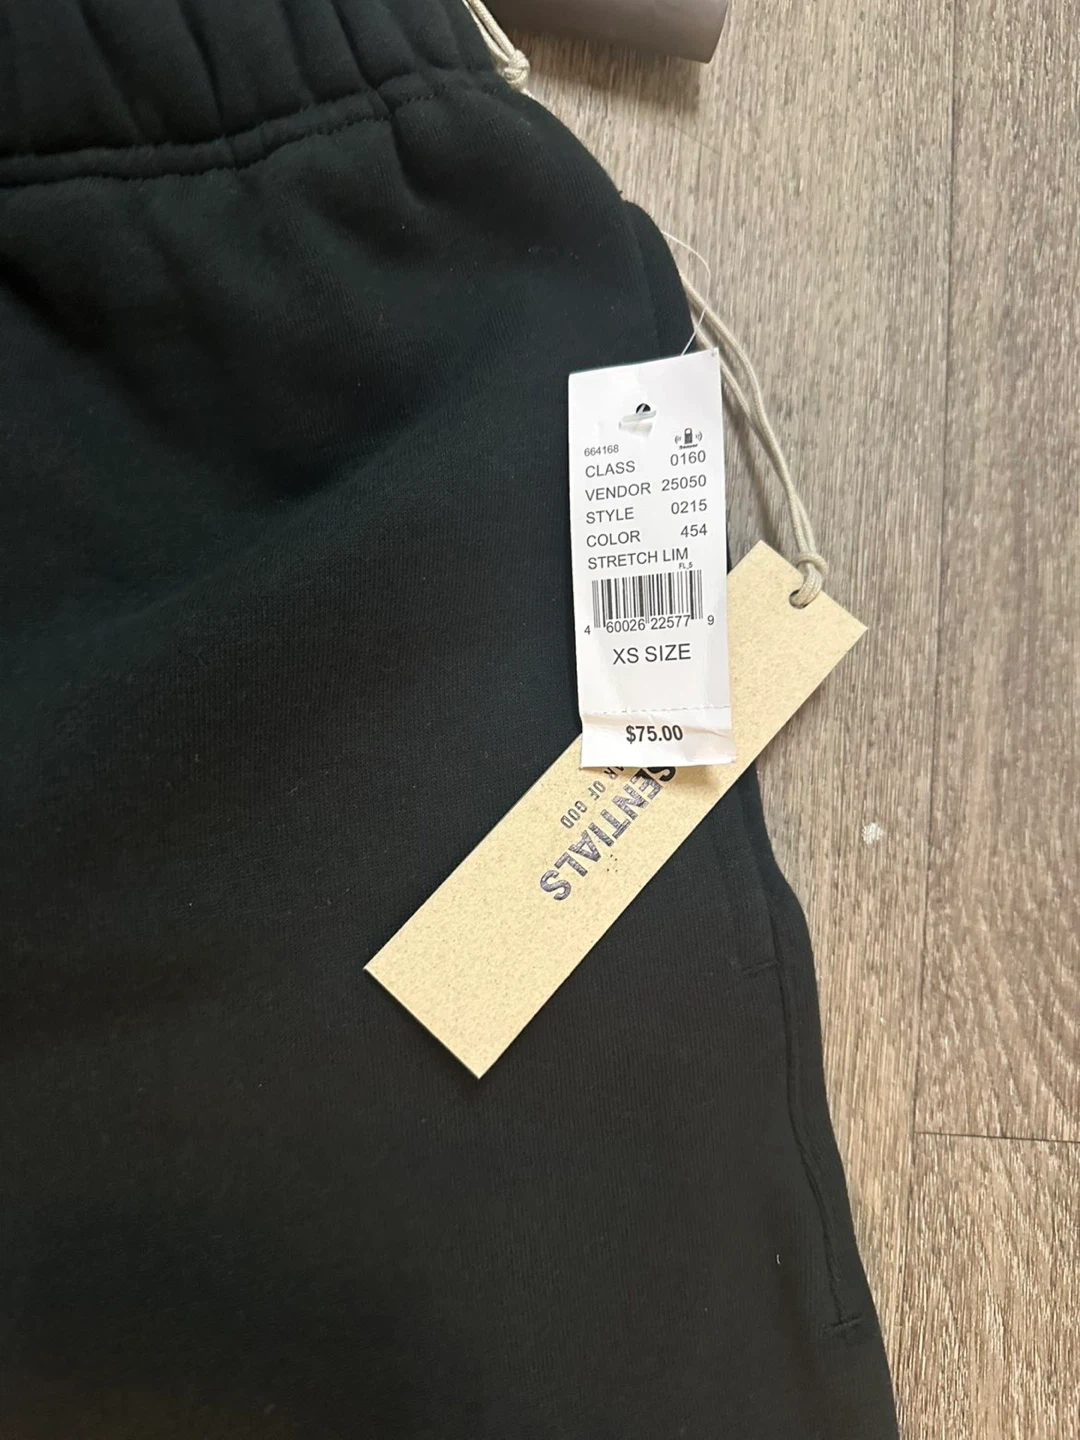 664168
CLASS 0160
VENDOR 25050
STYLE 0215
COLOR 454
STRETCH LIM
FL_5
4 60026 22577 9
XS SIZE
$75.00
SENTIALS
OF GOD